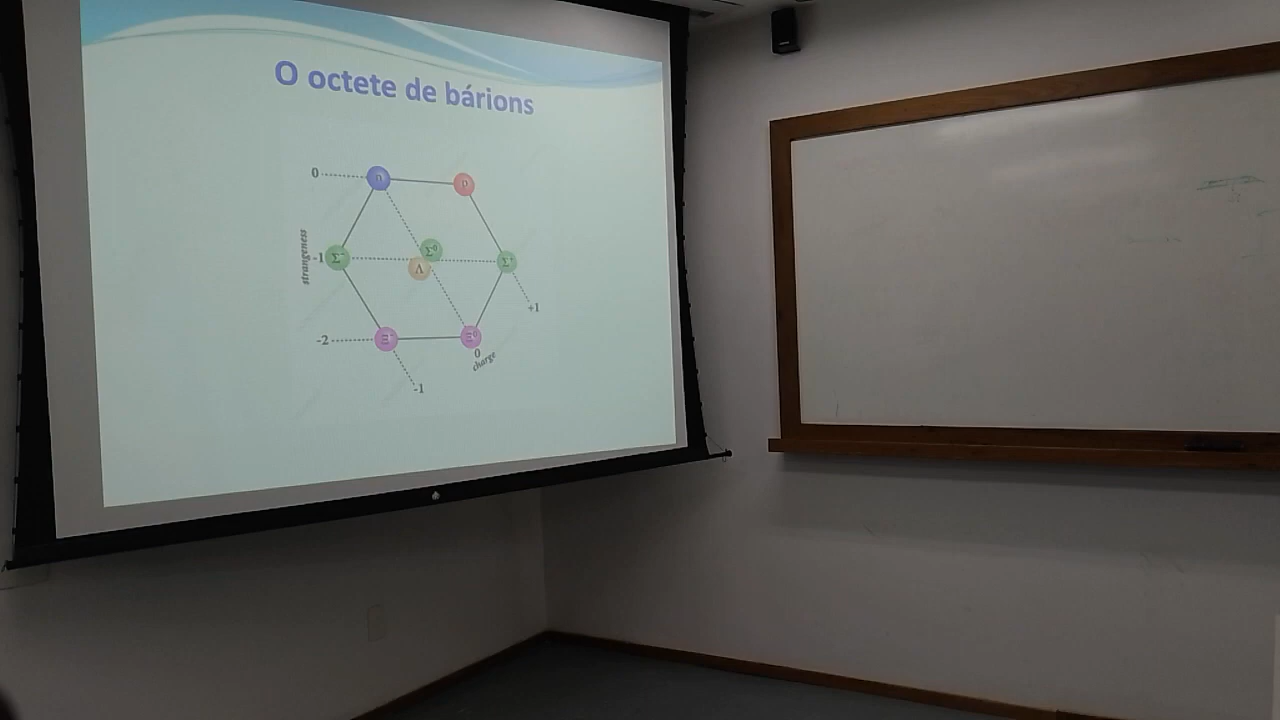 O octete de bárions
0 n p
strangeness -1 Σ⁻ Σ⁰ Λ Σ⁺
+1
-2 Ξ⁻ Ξ⁰
0
charge
-1